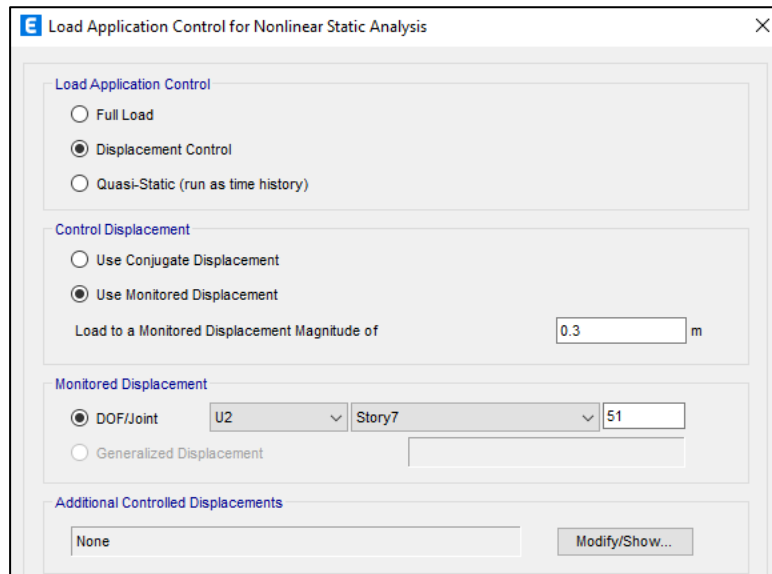 E Load Application Control for Nonlinear Static Analysis
Load Application Control
Full Load
Displacement Control
Quasi-Static (run as time history)
Control Displacement
Use Conjugate Displacement
Use Monitored Displacement
Load to a Monitored Displacement Magnitude of 0.3 m
Monitored Displacement
DOF/Joint U2 Story7 51
Generalized Displacement
Additional Controlled Displacements
None Modify/Show...